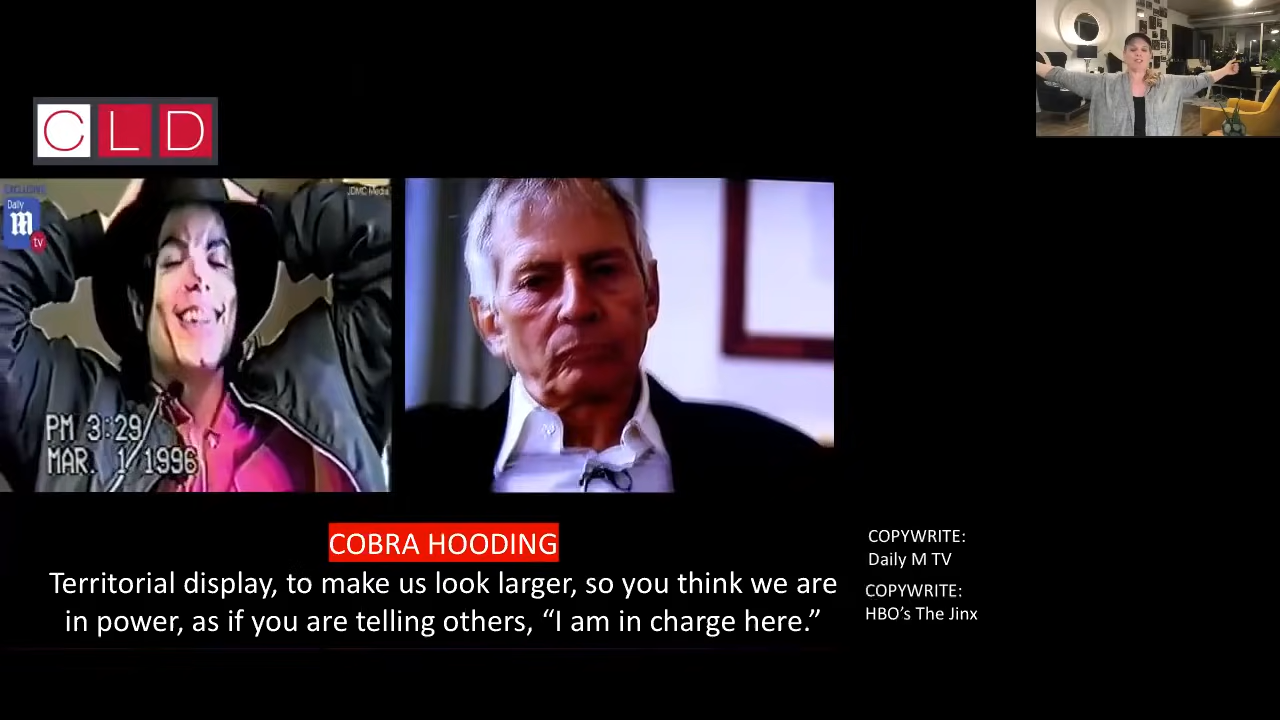 CLD
EXCLUSIVE
JDMC Media
Daily
M
tv
PM 3:29
MAR. 1 1996
COBRA HOODING
Territorial display, to make us look larger, so you think we are
in power, as if you are telling others, “I am in charge here.”
COPYWRITE:
Daily M TV
COPYWRITE:
HBO’s The Jinx